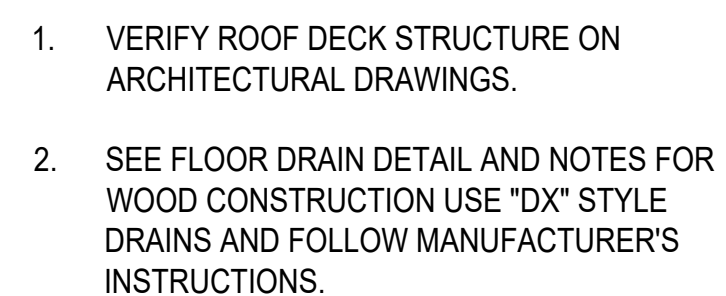 1. VERIFY ROOF DECK STRUCTURE ON
ARCHITECTURAL DRAWINGS.
2. SEE FLOOR DRAIN DETAIL AND NOTES FOR
WOOD CONSTRUCTION USE "DX" STYLE
DRAINS AND FOLLOW MANUFACTURER'S
INSTRUCTIONS.